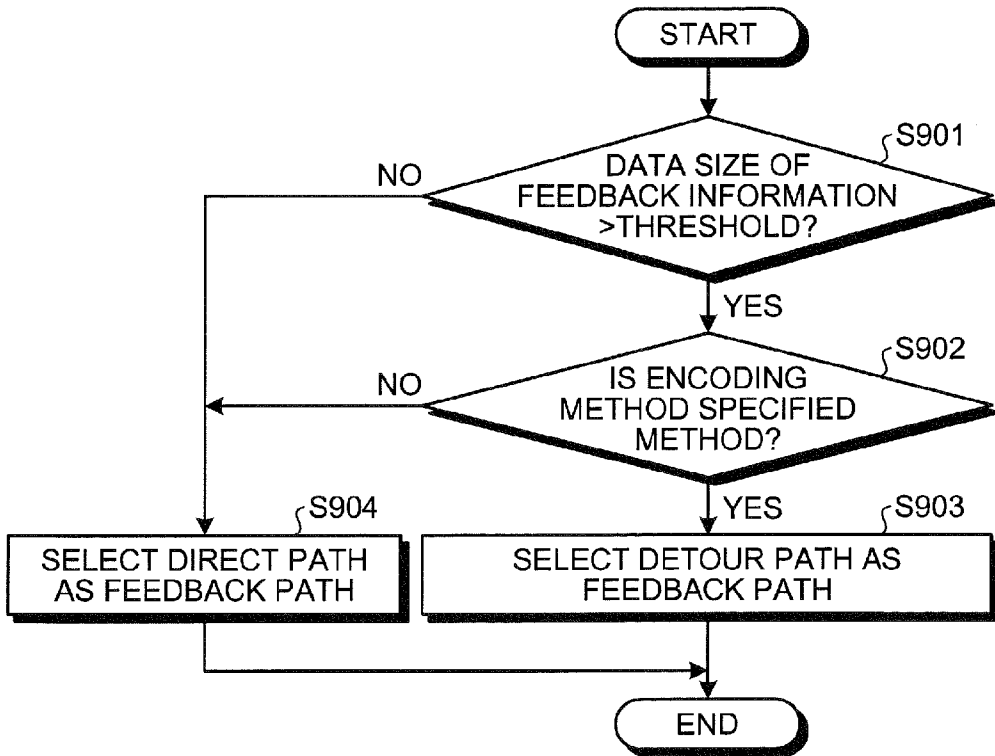 START
S901
DATA SIZE OF
FEEDBACK INFORMATION
>THRESHOLD?
NO
YES
S902
IS ENCODING
METHOD SPECIFIED
METHOD?
NO
YES
S904
SELECT DIRECT PATH
AS FEEDBACK PATH
S903
SELECT DETOUR PATH AS
FEEDBACK PATH
END